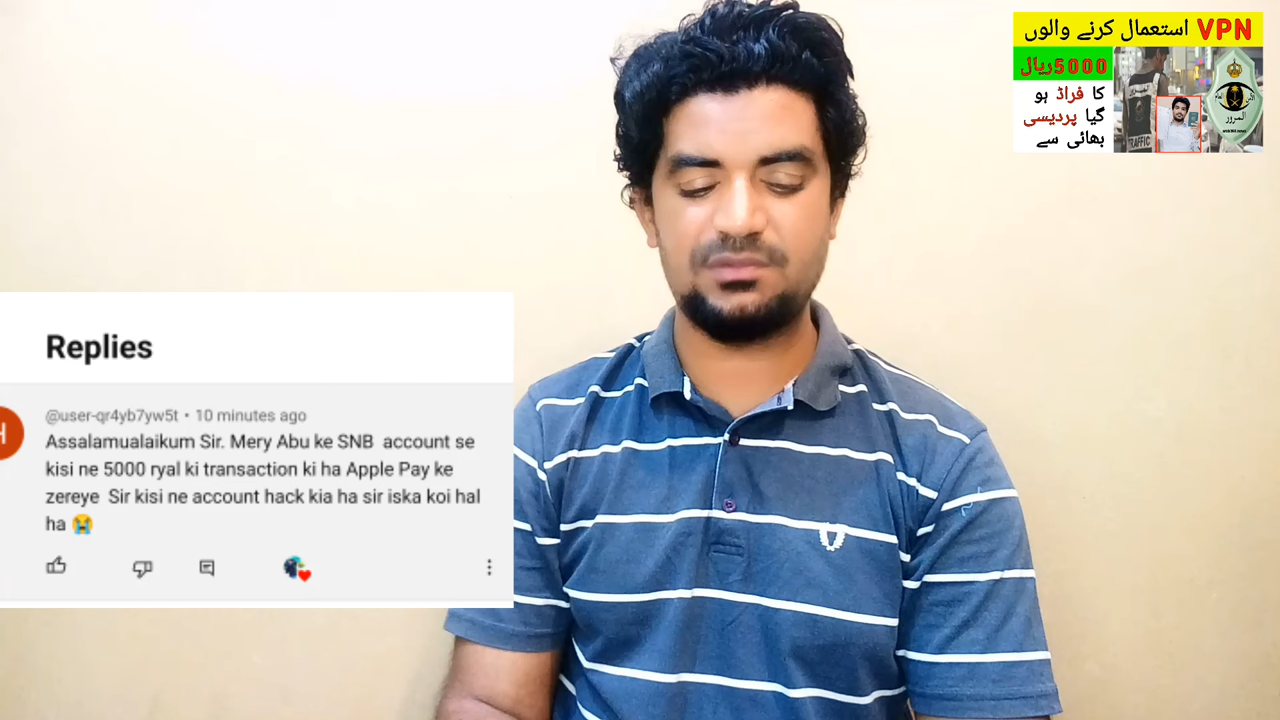 VPN استعمال کرنے والوں
5000ریال
کا فراڈ ہو
گیا پردیسی
بھائی سے
المرور
TRAFFIC
Replies
@user-qr4yb7yw5t • 10 minutes ago
Assalamualaikum Sir. Mery Abu ke SNB account se
kisi ne 5000 ryal ki transaction ki ha Apple Pay ke
zereye Sir kisi ne account hack kia ha sir iska koi hal
ha 😭